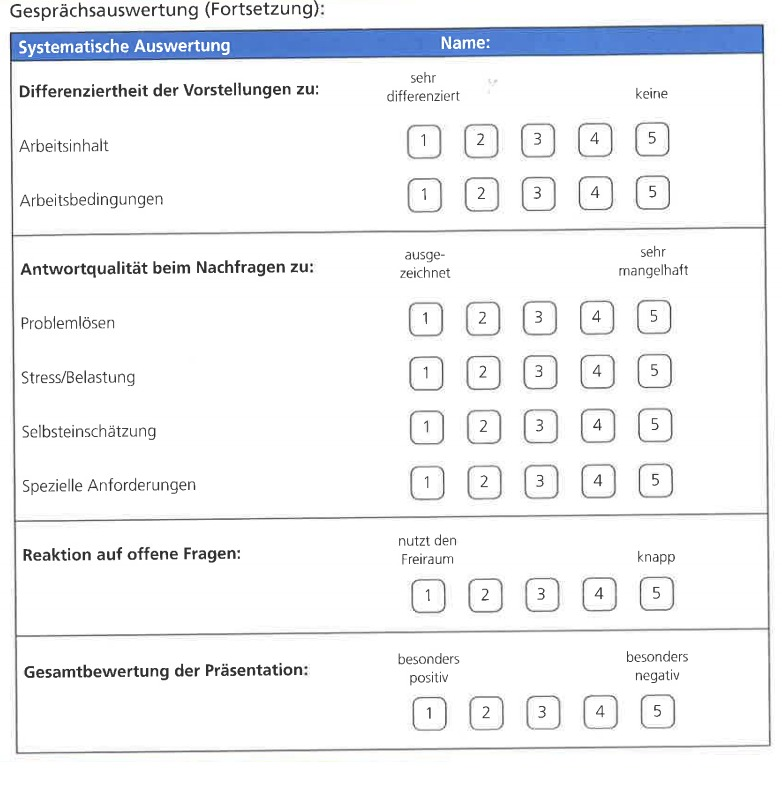 Gesprächsauswertung (Fortsetzung):
Systematische Auswertung Name:
Differenziertheit der Vorstellungen zu: sehr differenziert keine
Arbeitsinhalt 1 2 3 4 5
Arbeitsbedingungen 1 2 3 4 5
Antwortqualität beim Nachfragen zu: ausge-
zeichnet sehr mangelhaft
Problemlösen 1 2 3 4 5
Stress/Belastung 1 2 3 4 5
Selbsteinschätzung 1 2 3 4 5
Spezielle Anforderungen 1 2 3 4 5
Reaktion auf offene Fragen: nutzt den Freiraum knapp
1 2 3 4 5
Gesamtbewertung der Präsentation: besonders positiv besonders negativ
1 2 3 4 5